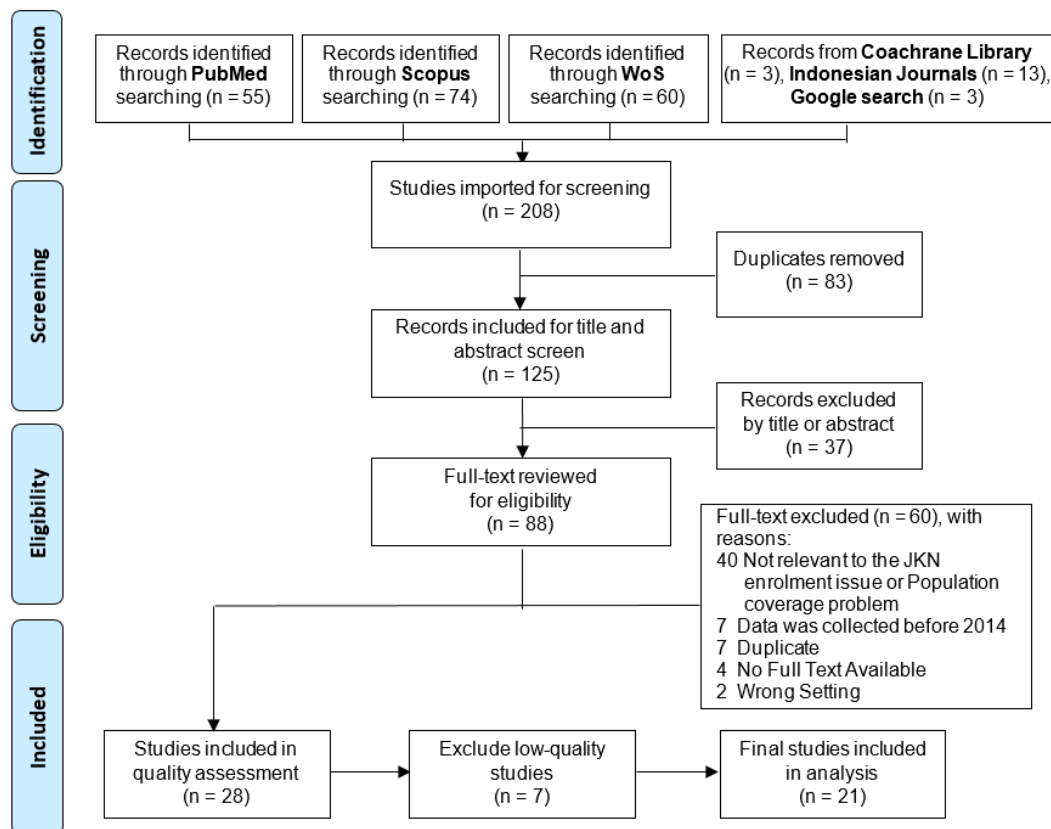 Identification
Records identified
through PubMed
searching (n = 55)
Records identified
through Scopus
searching (n = 74)
Records identified
through WoS
searching (n = 60)
Records from Coachrane Library
(n = 3), Indonesian Journals (n = 13),
Google search (n = 3)
Screening
Studies imported for screening
(n = 208)
Duplicates removed
(n = 83)
Records included for title and
abstract screen
(n = 125)
Records excluded
by title or abstract
(n = 37)
Eligibility
Full-text reviewed
for eligibility
(n = 88)
Full-text excluded (n = 60), with
reasons:
40 Not relevant to the JKN
enrolment issue or Population
coverage problem
7 Data was collected before 2014
7 Duplicate
4 No Full Text Available
2 Wrong Setting
Included
Studies included in
quality assessment
(n = 28)
Exclude low-quality
studies
(n = 7)
Final studies included
in analysis
(n = 21)